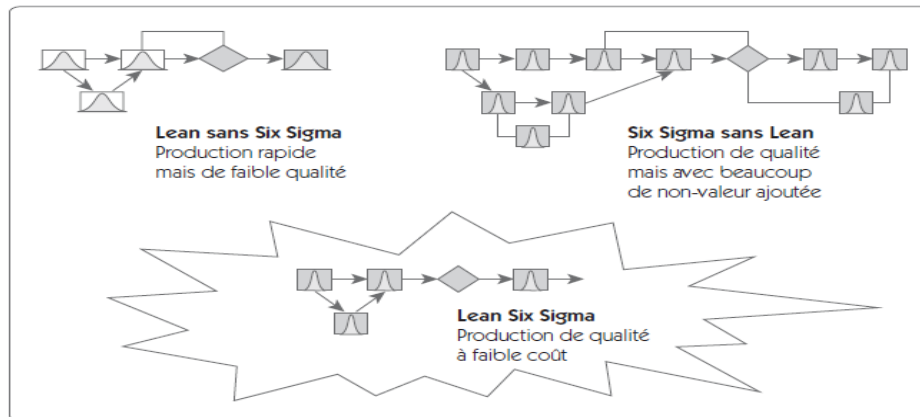 Lean sans Six Sigma
Production rapide
mais de faible qualité
Six Sigma sans Lean
Production de qualité
mais avec beaucoup
de non-valeur ajoutée
Lean Six Sigma
Production de qualité
à faible coût